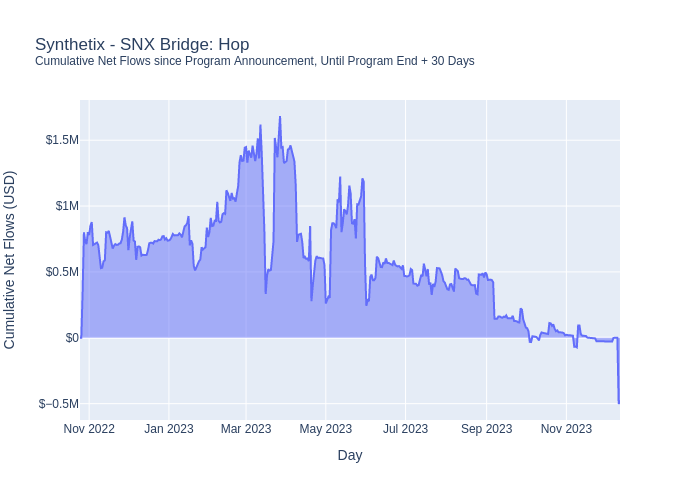 Synthetix - SNX Bridge: Hop
Cumulative Net Flows since Program Announcement, Until Program End + 30 Days
$1.5M
$1M
$0.5M
$0
$−0.5M
Cumulative Net Flows (USD)
Nov 2022 Jan 2023 Mar 2023 May 2023 Jul 2023 Sep 2023 Nov 2023
Day